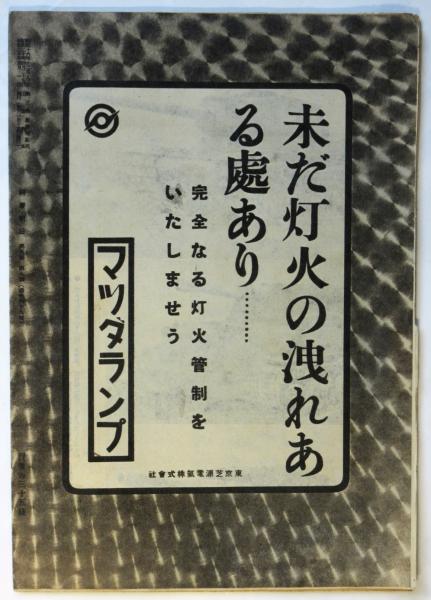 未だ灯火の洩れあ
る處あり…………
完全なる灯火管制を
いたしませう
マツダランプ
東京芝浦電氣株式會社